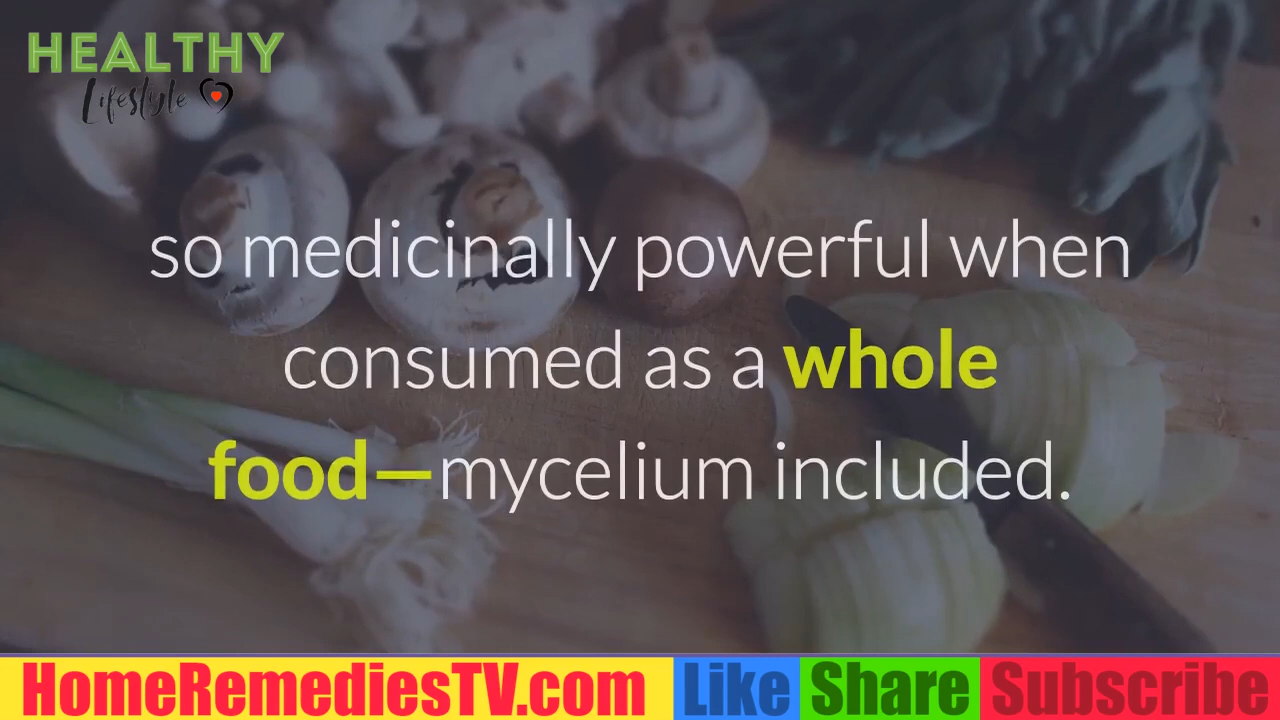 HEALTHY
Lifestyle
so medicinally powerful when
consumed as a whole
food—mycelium included.
HomeRemediesTV.com Like Share Subscribe